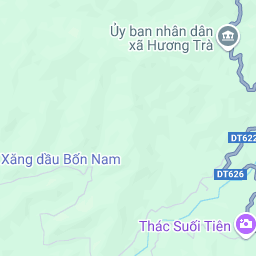 Ủy ban nhân dân
xã Hương Trà
DT622
Xăng dầu Bốn Nam
DT626
Thác Suối Tiên